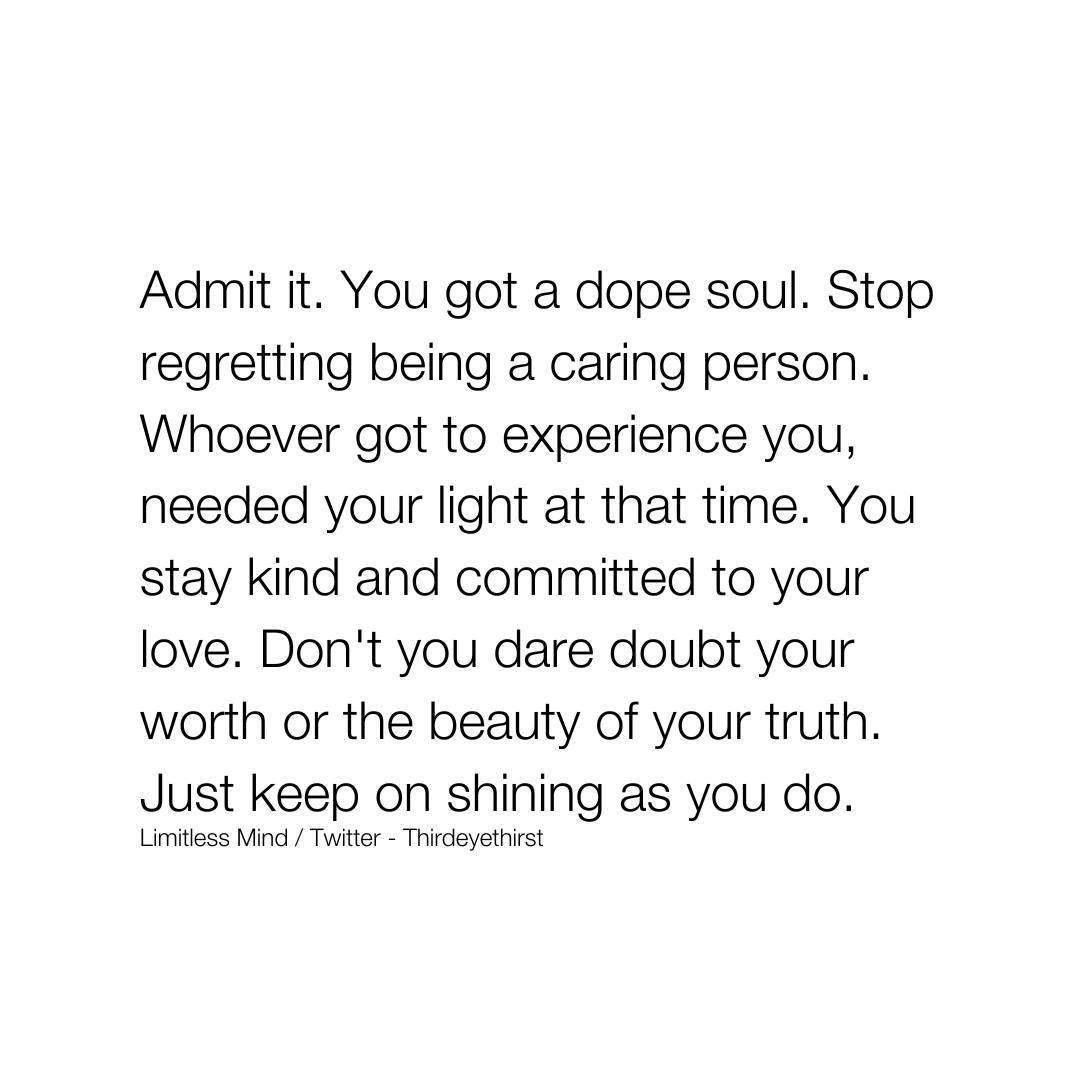 Admit it. You got a dope soul. Stop
regretting being a caring person.
Whoever got to experience you,
needed your light at that time. You
stay kind and committed to your
love. Don't you dare doubt your
worth or the beauty of your truth.
Just keep on shining as you do.
Limitless Mind / Twitter - Thirdeyethirst